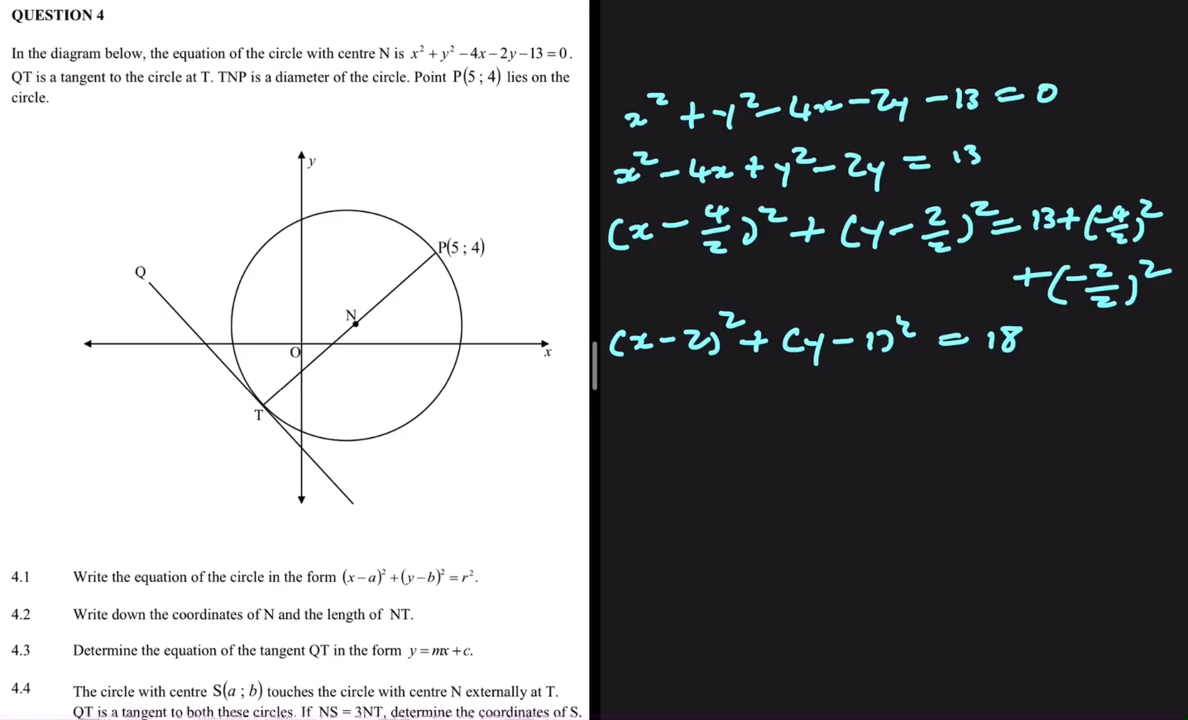 QUESTION 4
In the diagram below, the equation of the circle with centre N is x² + y² − 4x − 2y − 13 = 0.
QT is a tangent to the circle at T. TNP is a diameter of the circle. Point P(5 ; 4) lies on the
circle.
y
P(5 ; 4)
Q
N
O
x
T
4.1 Write the equation of the circle in the form (x − a)² + (y − b)² = r².
4.2 Write down the coordinates of N and the length of NT.
4.3 Determine the equation of the tangent QT in the form y = mx + c.
4.4 The circle with centre S(a ; b) touches the circle with centre N externally at T.
QT is a tangent to both these circles. If NS = 3NT, determine the coordinates of S.
x² + y² − 4x − 2y − 13 = 0
x² − 4x + y² − 2y = 13
(x − 4/2)² + (y − 2/2)² = 13 + (−4/2)²
+ (−2/2)²
(x − 2)² + (y − 1)² = 18